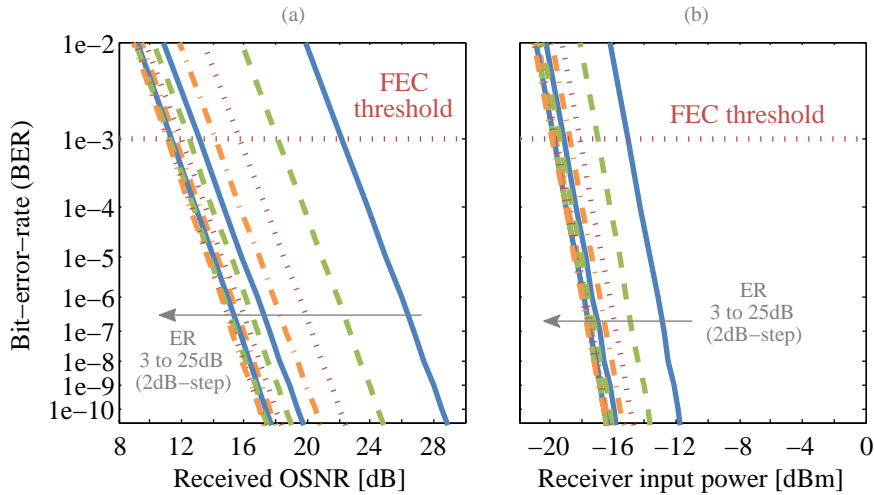 (a)
1e−2
1e−3
1e−4
1e−5
1e−6
1e−7
1e−8
1e−9
1e−10
Bit−error−rate (BER)
FEC
threshold
ER
3 to 25dB
(2dB−step)
8 12 16 20 24 28
Received OSNR [dB]
(b)
FEC threshold
ER
3 to 25dB
(2dB−step)
−20 −16 −12 −8 −4 0
Receiver input power [dBm]